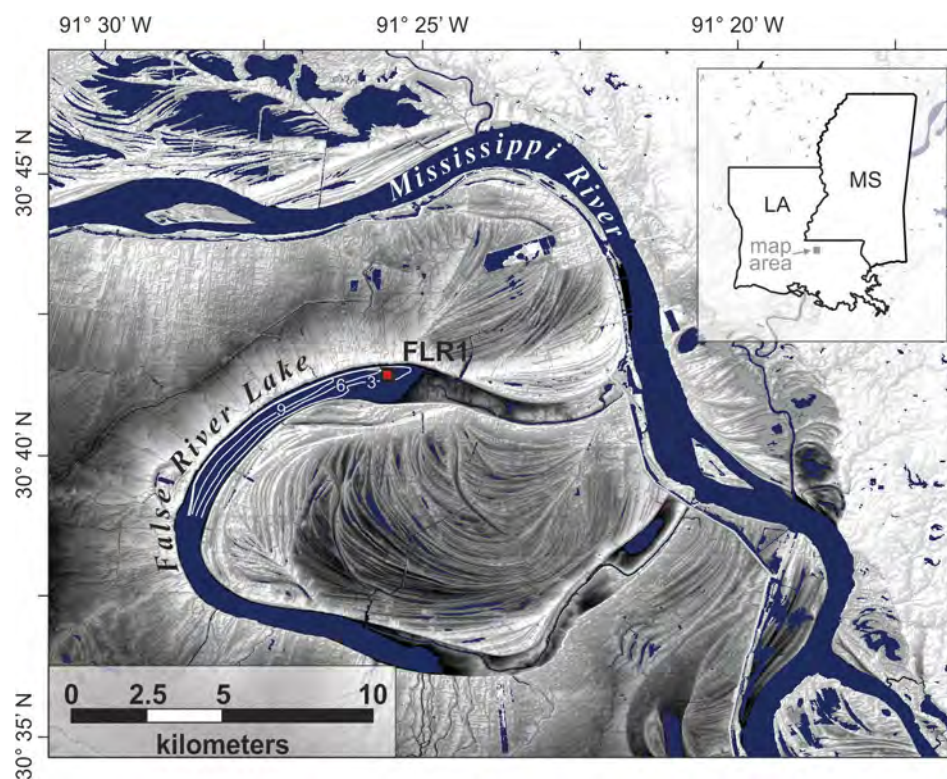 91° 30’ W
91° 25’ W
91° 20’ W
30° 45’ N
30° 40’ N
30° 35’ N
Mississippi River
LA
MS
map
area
FLR1
False River Lake
9
6
3
0
2.5
5
10
kilometers